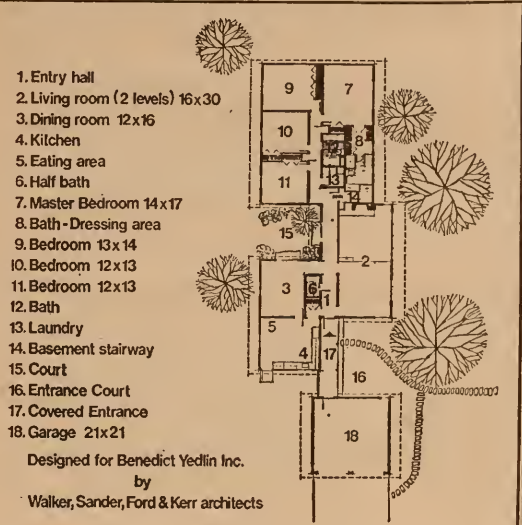 1. Entry hall
2. Living room (2 levels) 16x30
3. Dining room 12x16
4. Kitchen
5. Eating area
6. Half bath
7. Master Bedroom 14x17
8. Bath-Dressing area
9. Bedroom 13x14
10. Bedroom 12x13
11. Bedroom 12x13
12. Bath
13. Laundry
14. Basement stairway
15. Court
16. Entrance Court
17. Covered Entrance
18. Garage 21x21
Designed for Benedict Yedlin Inc.
by
Walker, Sander, Ford & Kerr architects
9
7
10
8
12
11
13
14
15
2
3
6
1
5
4
17
16
18